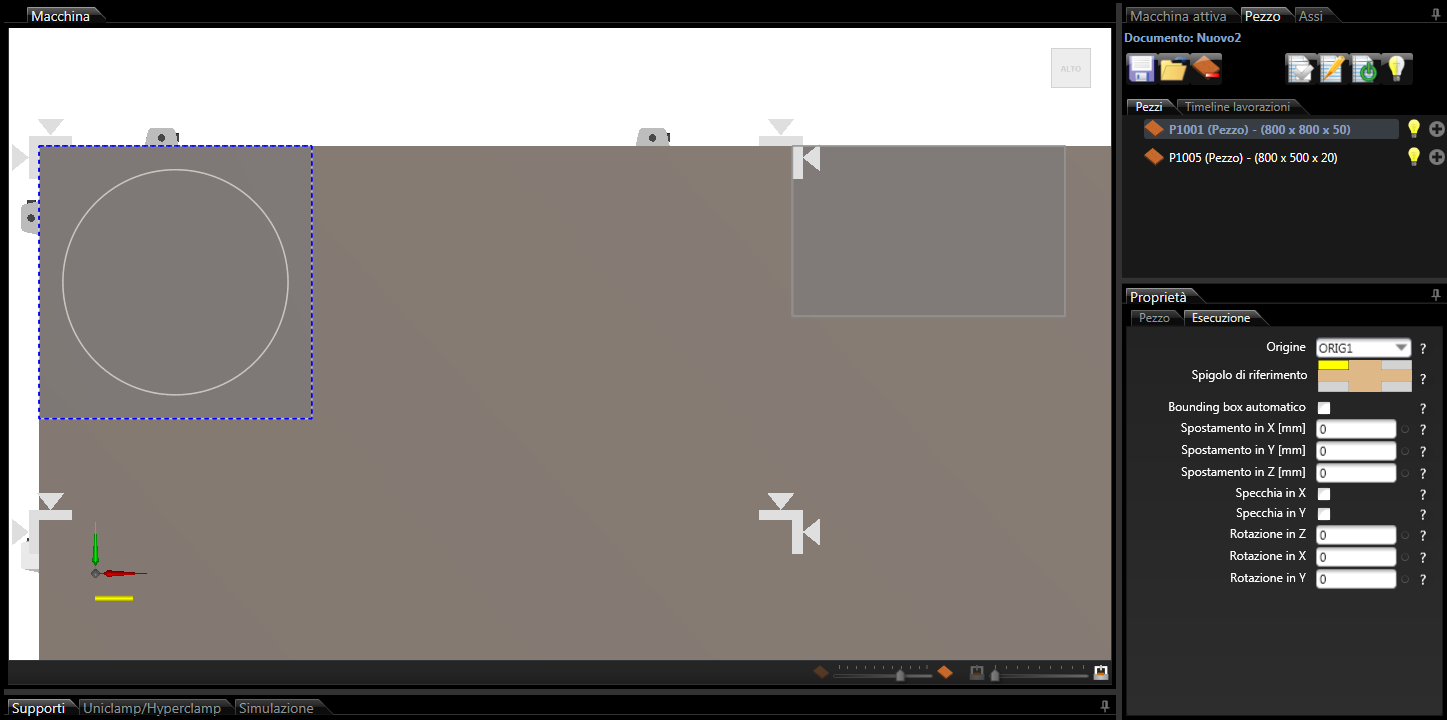 Macchina
ALTO
Macchina attiva Pezzo Assi
Documento: Nuovo2
Pezzi Timeline lavorazioni
P1001 (Pezzo) - (800 x 800 x 50)
P1005 (Pezzo) - (800 x 500 x 20)
Proprietà
Pezzo Esecuzione
Origine ORIG1 ?
Spigolo di riferimento ?
Bounding box automatico ?
Spostamento in X [mm] 0 ?
Spostamento in Y [mm] 0 ?
Spostamento in Z [mm] 0 ?
Specchia in X ?
Specchia in Y ?
Rotazione in Z 0 ?
Rotazione in X 0 ?
Rotazione in Y 0 ?
Supporti Uniclamp/Hyperclamp Simulazione